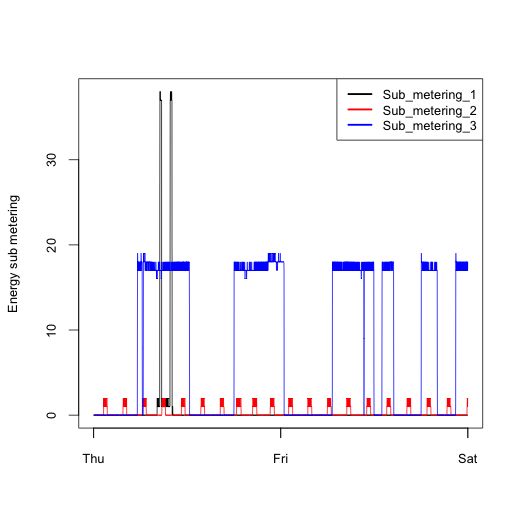 Sub_metering_1
Sub_metering_2
Sub_metering_3
Energy sub metering
30
20
10
0
Thu Fri Sat